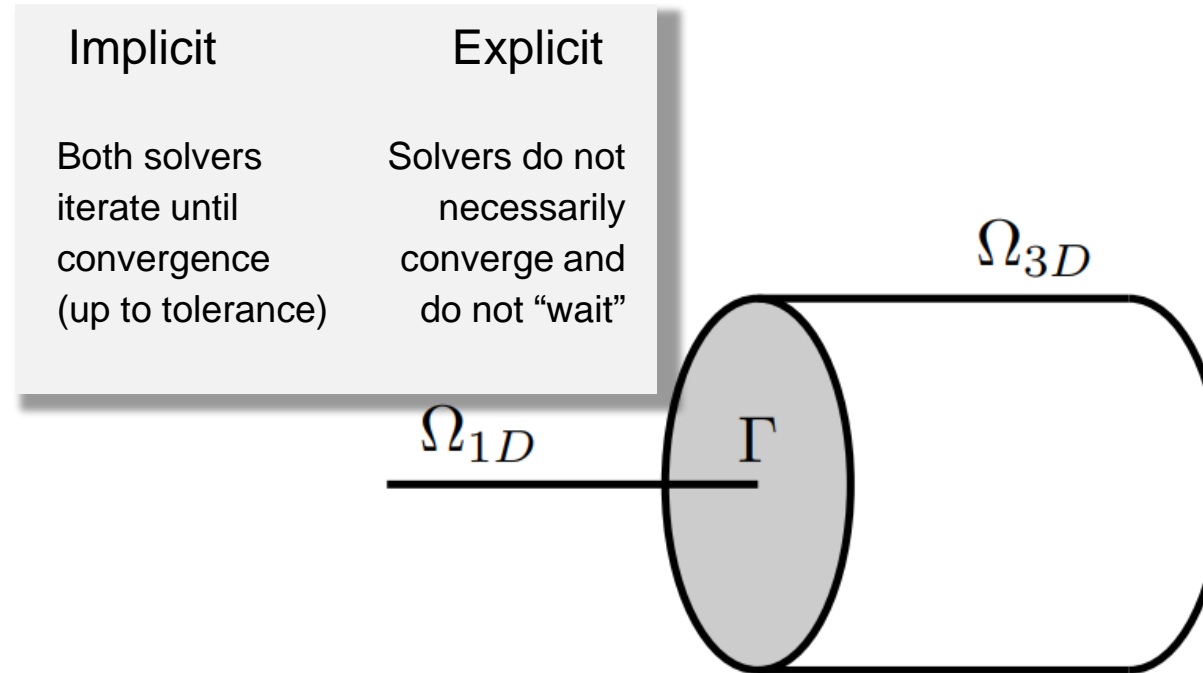 Implicit
Explicit
Both solvers
iterate until
convergence
(up to tolerance)
Solvers do not
necessarily
converge and
do not “wait”
Ω3D
Ω1D
Γ